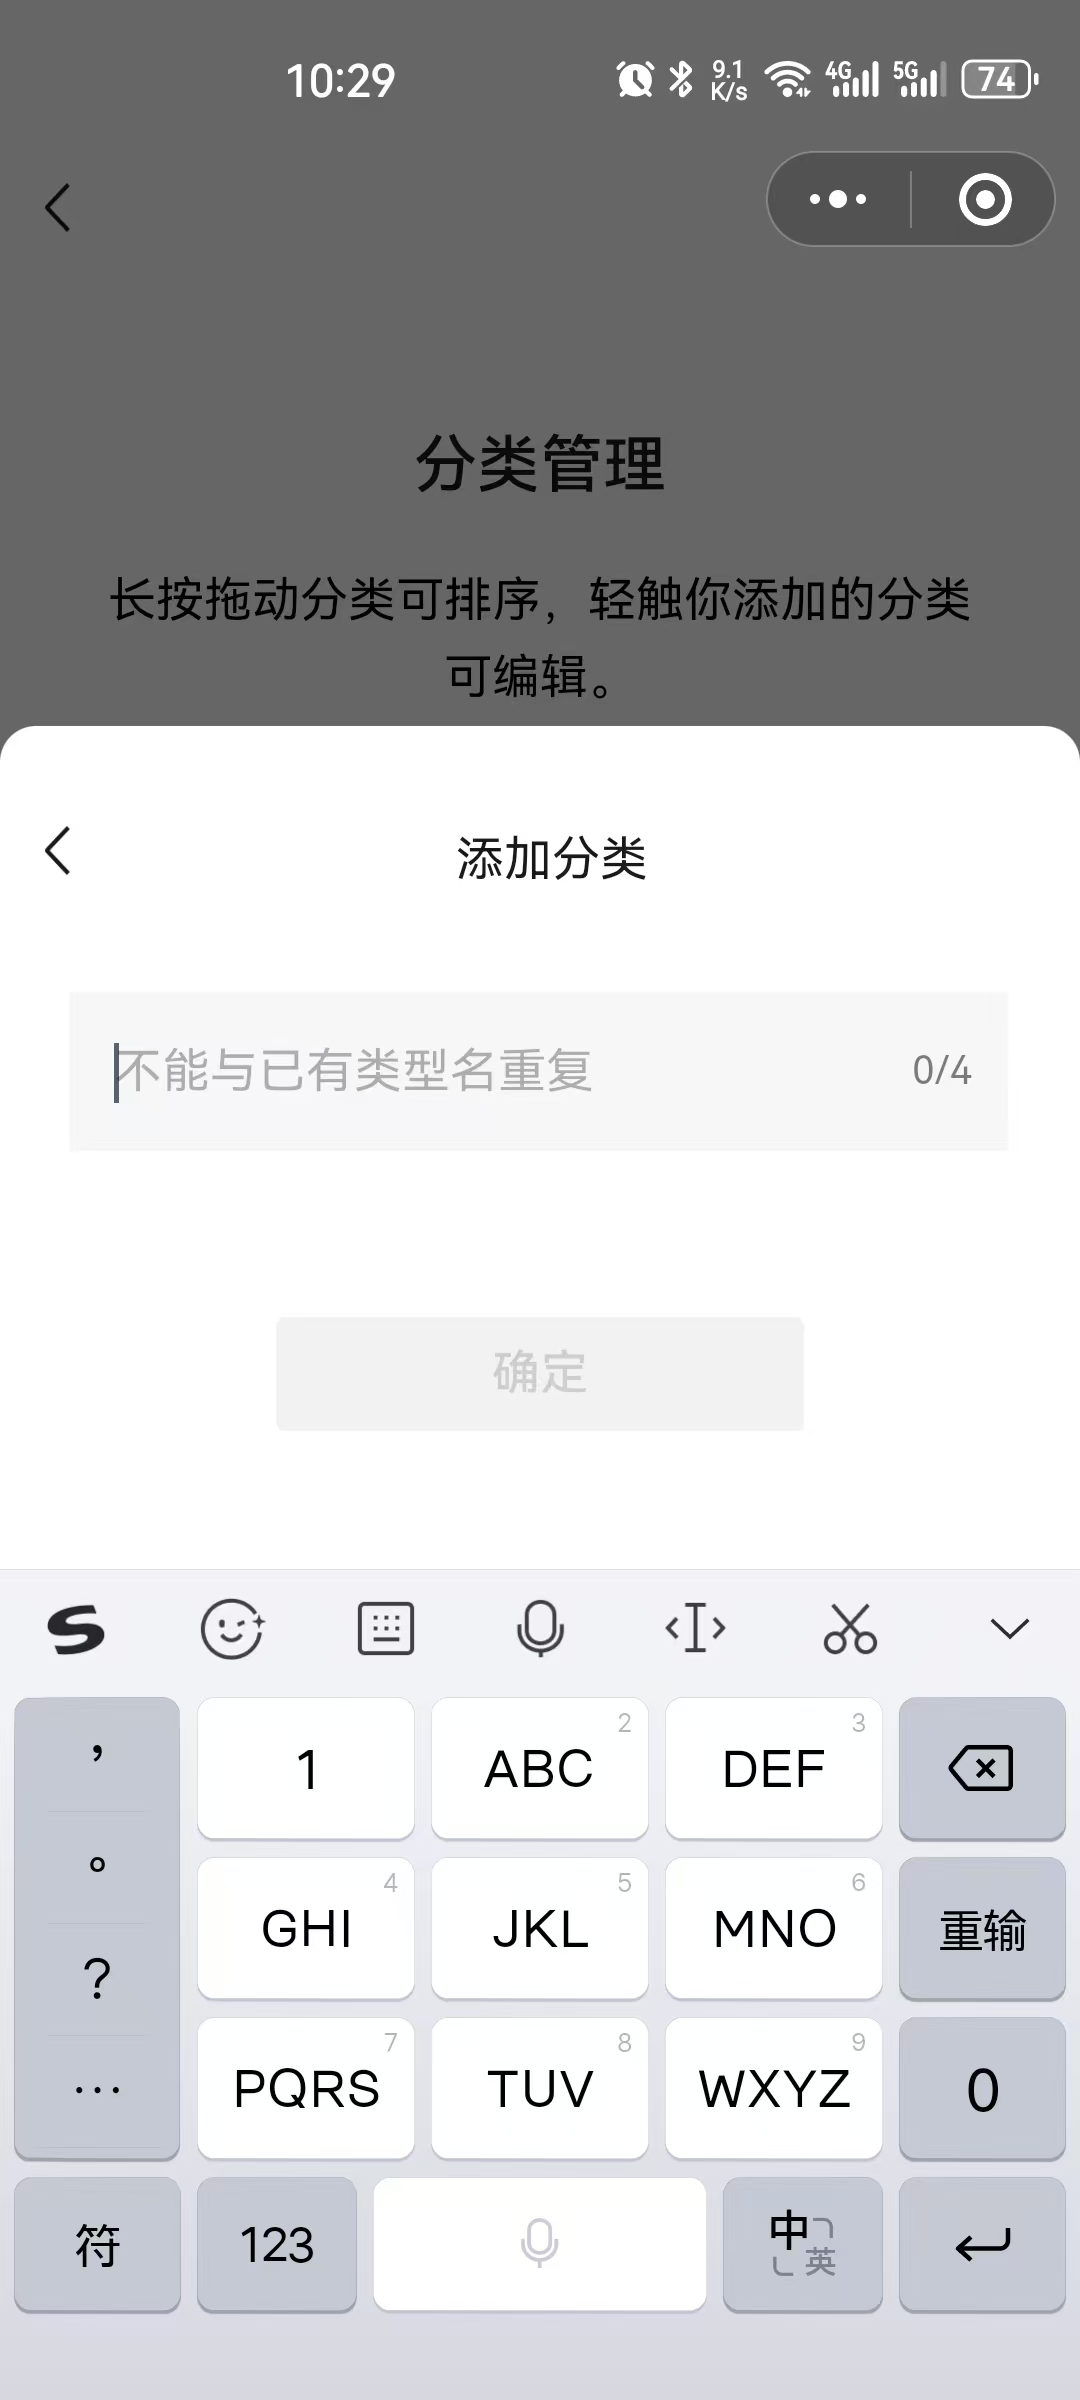 10:29
9.1 K/s 4G 5G 74
分类管理
长按拖动分类可排序，轻触你添加的分类
可编辑。
添加分类
不能与已有类型名重复 0/4
确定
，
。
?
...
1
ABC 2
DEF 3
GHI 4
JKL 5
MNO 6
重输
PQRS 7
TUV 8
WXYZ 9
0
符
123
中 英